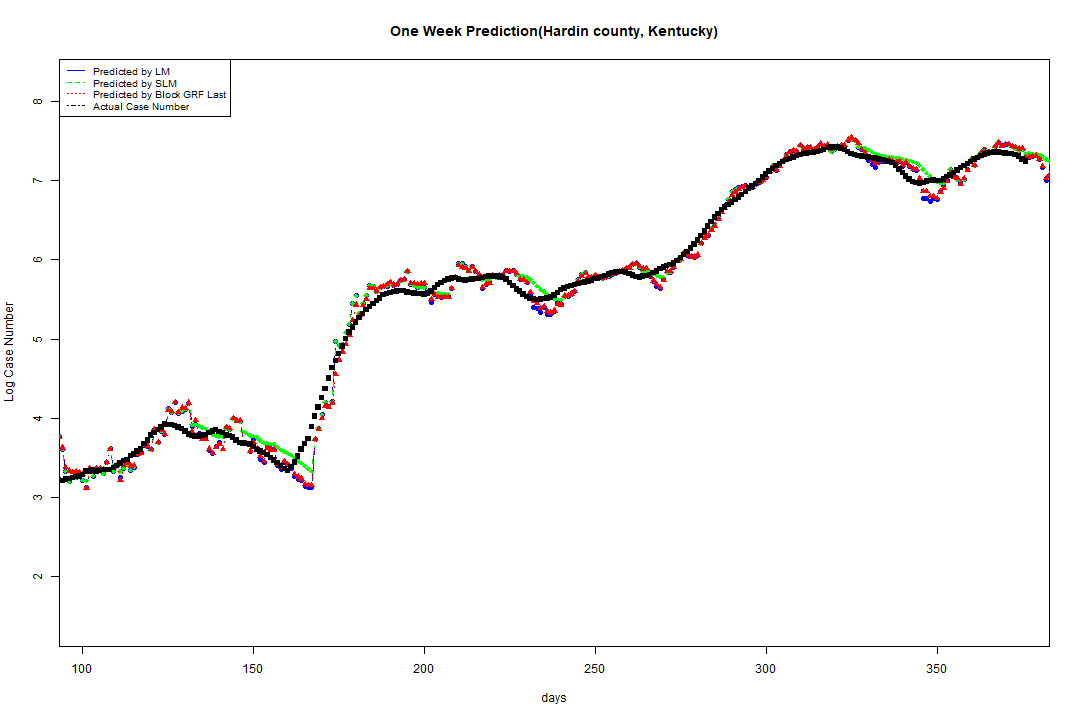 One Week Prediction(Hardin county, Kentucky)
Predicted by LM
Predicted by SLM
Predicted by Block GRF Last
Actual Case Number
8
7
6
5
4
3
2
Log Case Number
100 150 200 250 300 350
days